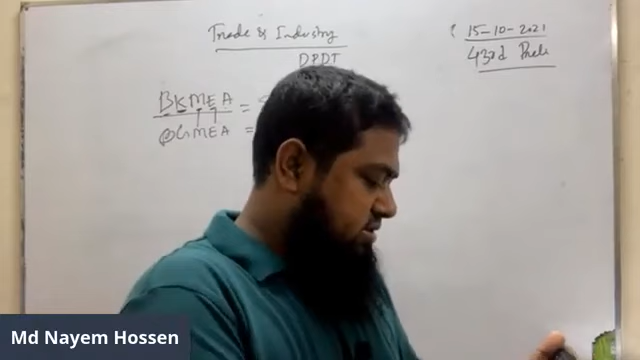 Trade & Industry
DPDT
BKMEA =
BGMEA =
15-10-2021
43rd Preli
Md Nayem Hossen